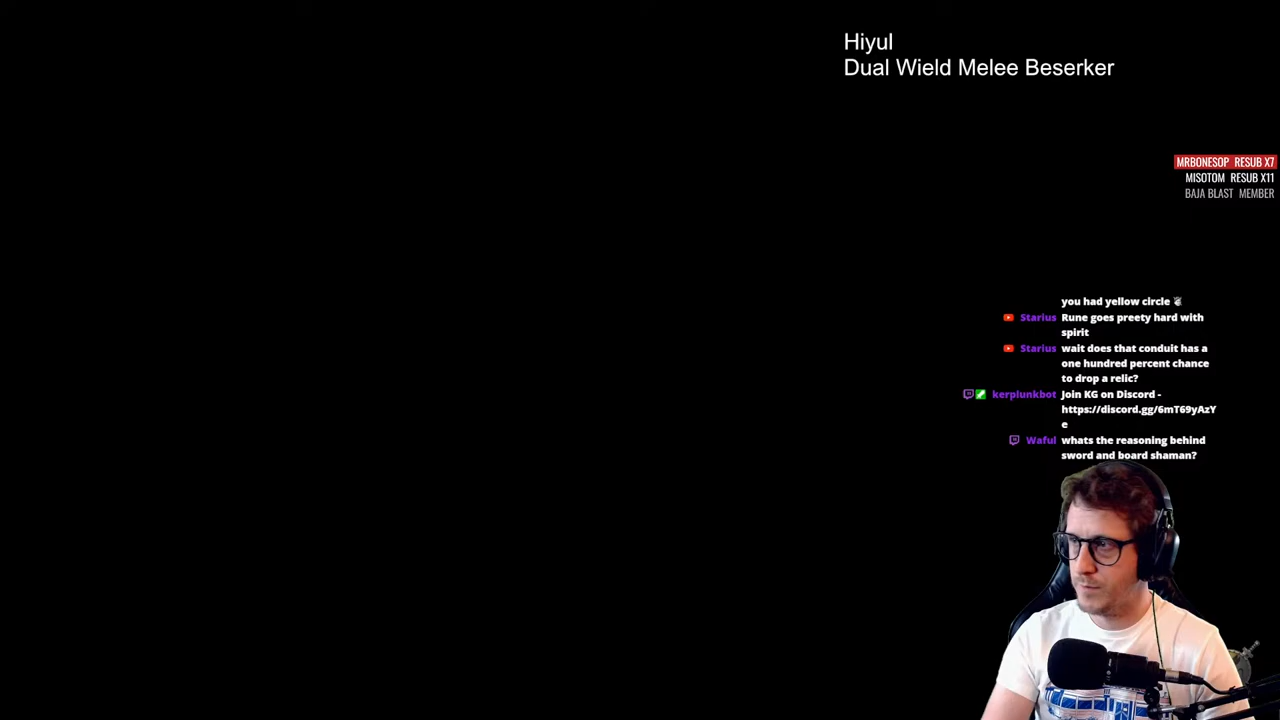 Hiyul
Dual Wield Melee Beserker
MRBONESOP RESUB X7
MISOTOM RESUB X11
BAJA BLAST MEMBER
you had yellow circle
Starius Rune goes preety hard with
spirit
Starius wait does that conduit has a
one hundred percent chance
to drop a relic?
kerplunkbot Join KG on Discord -
https://discord.gg/6mT69yAzY
e
Waful whats the reasoning behind
sword and board shaman?